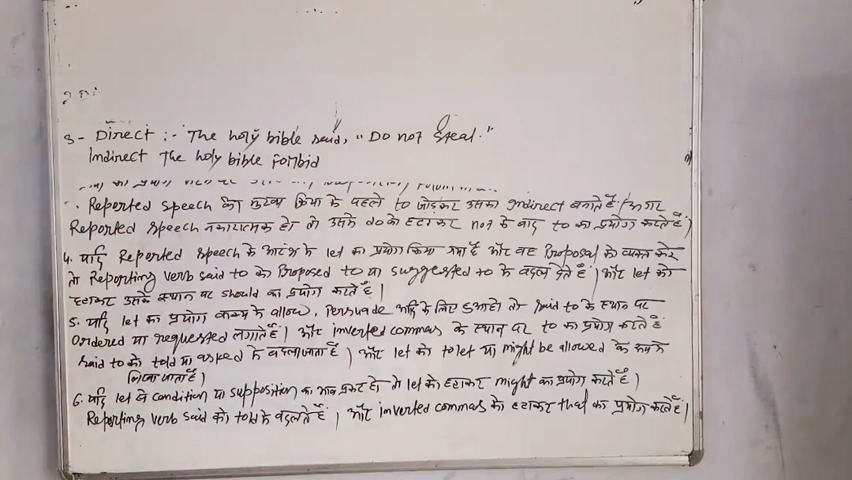 3- Direct :- The holy bible said, "Do not steal."
Indirect The holy bible forbid
. Reported speech की मुख्य क्रिया के पहले to जोड़कर उसका indirect बनाते हैं। अगर
Reported speech नकारात्मक हो तो उसमें do को हटाकर not के बाद to का प्रयोग करते हैं।
4. यदि Reported speech के आरंभ में let का प्रयोग किया गया है और वह Proposal को व्यक्त करे
तो Reporting verb said to को Proposed to या suggested to में बदल देते हैं। और let को
हटाकर उसके स्थान पर should का प्रयोग करते हैं।
5. यदि let का प्रयोग वाक्य में allow, Persuade आदि के लिए हुआ हो तो said to के स्थान पर
ordered या requested लगाते हैं। और inverted commas के स्थान पर to का प्रयोग करते हैं
said to को told या asked में बदला जाता है। और let को to let या might be allowed के रूप में
लिखा जाता है।
6. यदि let से condition या supposition का भाव प्रकट हो तो let को हटाकर might का प्रयोग करते हैं।
Reporting verb said को told में बदलते हैं। और inverted commas को हटाकर that का प्रयोग करते हैं।